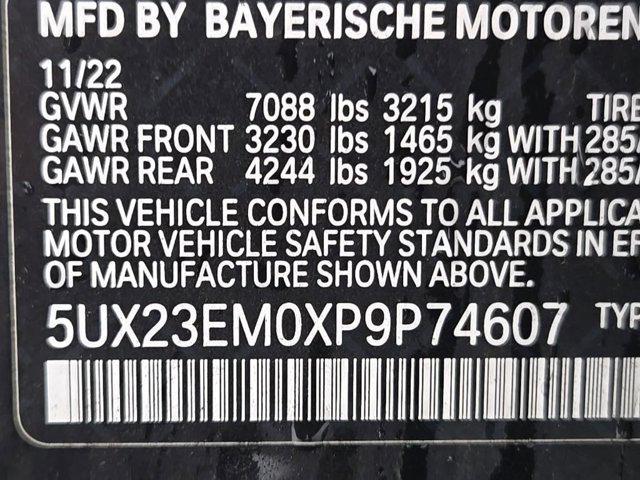 MFD BY BAYERISCHE MOTOREN
11/22
GVWR 7088 lbs 3215 kg TIRE
GAWR FRONT 3230 lbs 1465 kg WITH 285/
GAWR REAR 4244 lbs 1925 kg WITH 285/
THIS VEHICLE CONFORMS TO ALL APPLICA
MOTOR VEHICLE SAFETY STANDARDS IN EF
OF MANUFACTURE SHOWN ABOVE.
5UX23EM0XP9P74607 TYP